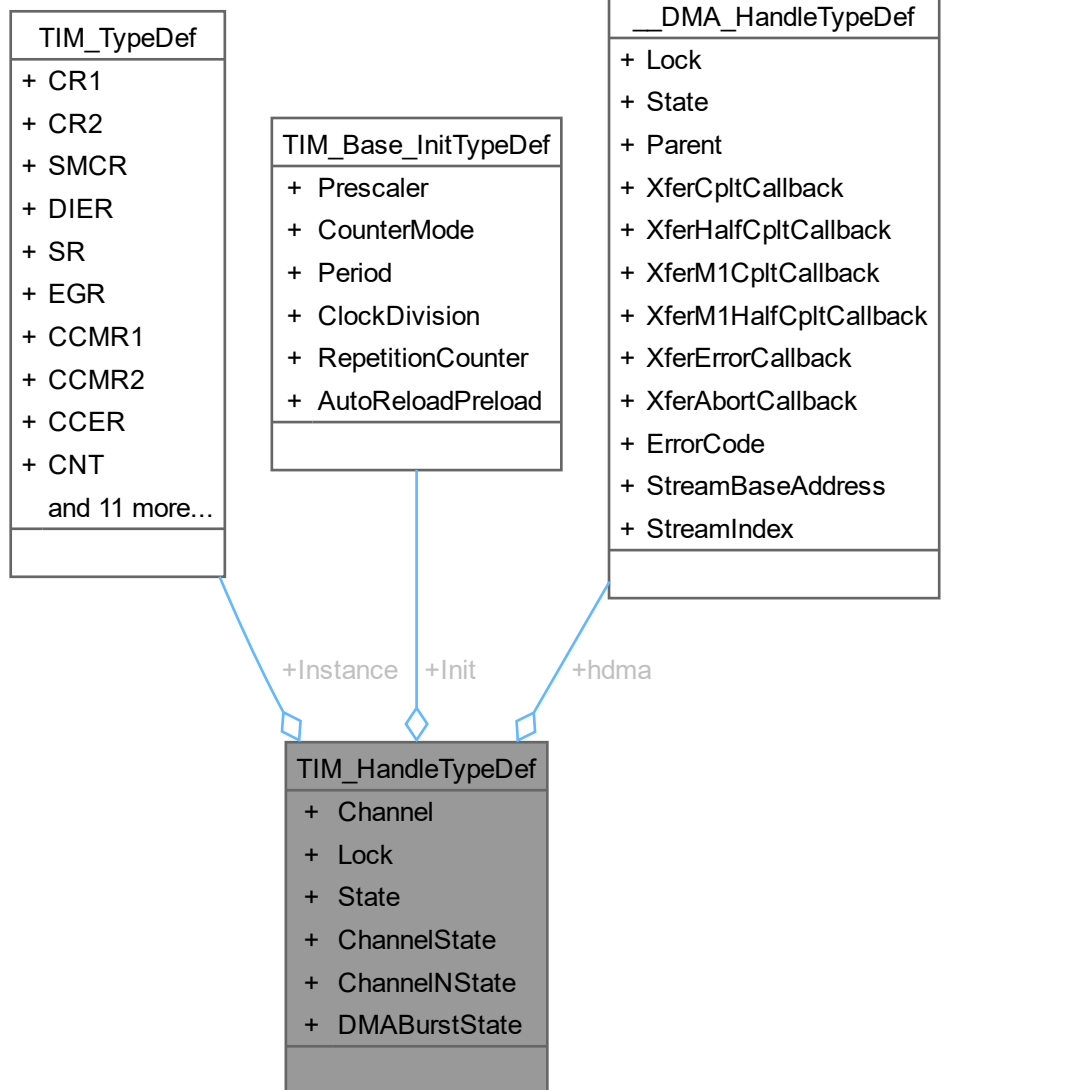 TIM_TypeDef
+ CR1
+ CR2
+ SMCR
+ DIER
+ SR
+ EGR
+ CCMR1
+ CCMR2
+ CCER
+ CNT
and 11 more...
TIM_Base_InitTypeDef
+ Prescaler
+ CounterMode
+ Period
+ ClockDivision
+ RepetitionCounter
+ AutoReloadPreload
__DMA_HandleTypeDef
+ Lock
+ State
+ Parent
+ XferCpltCallback
+ XferHalfCpltCallback
+ XferM1CpltCallback
+ XferM1HalfCpltCallback
+ XferErrorCallback
+ XferAbortCallback
+ ErrorCode
+ StreamBaseAddress
+ StreamIndex
+Instance
+Init
+hdma
TIM_HandleTypeDef
+ Channel
+ Lock
+ State
+ ChannelState
+ ChannelNState
+ DMABurstState